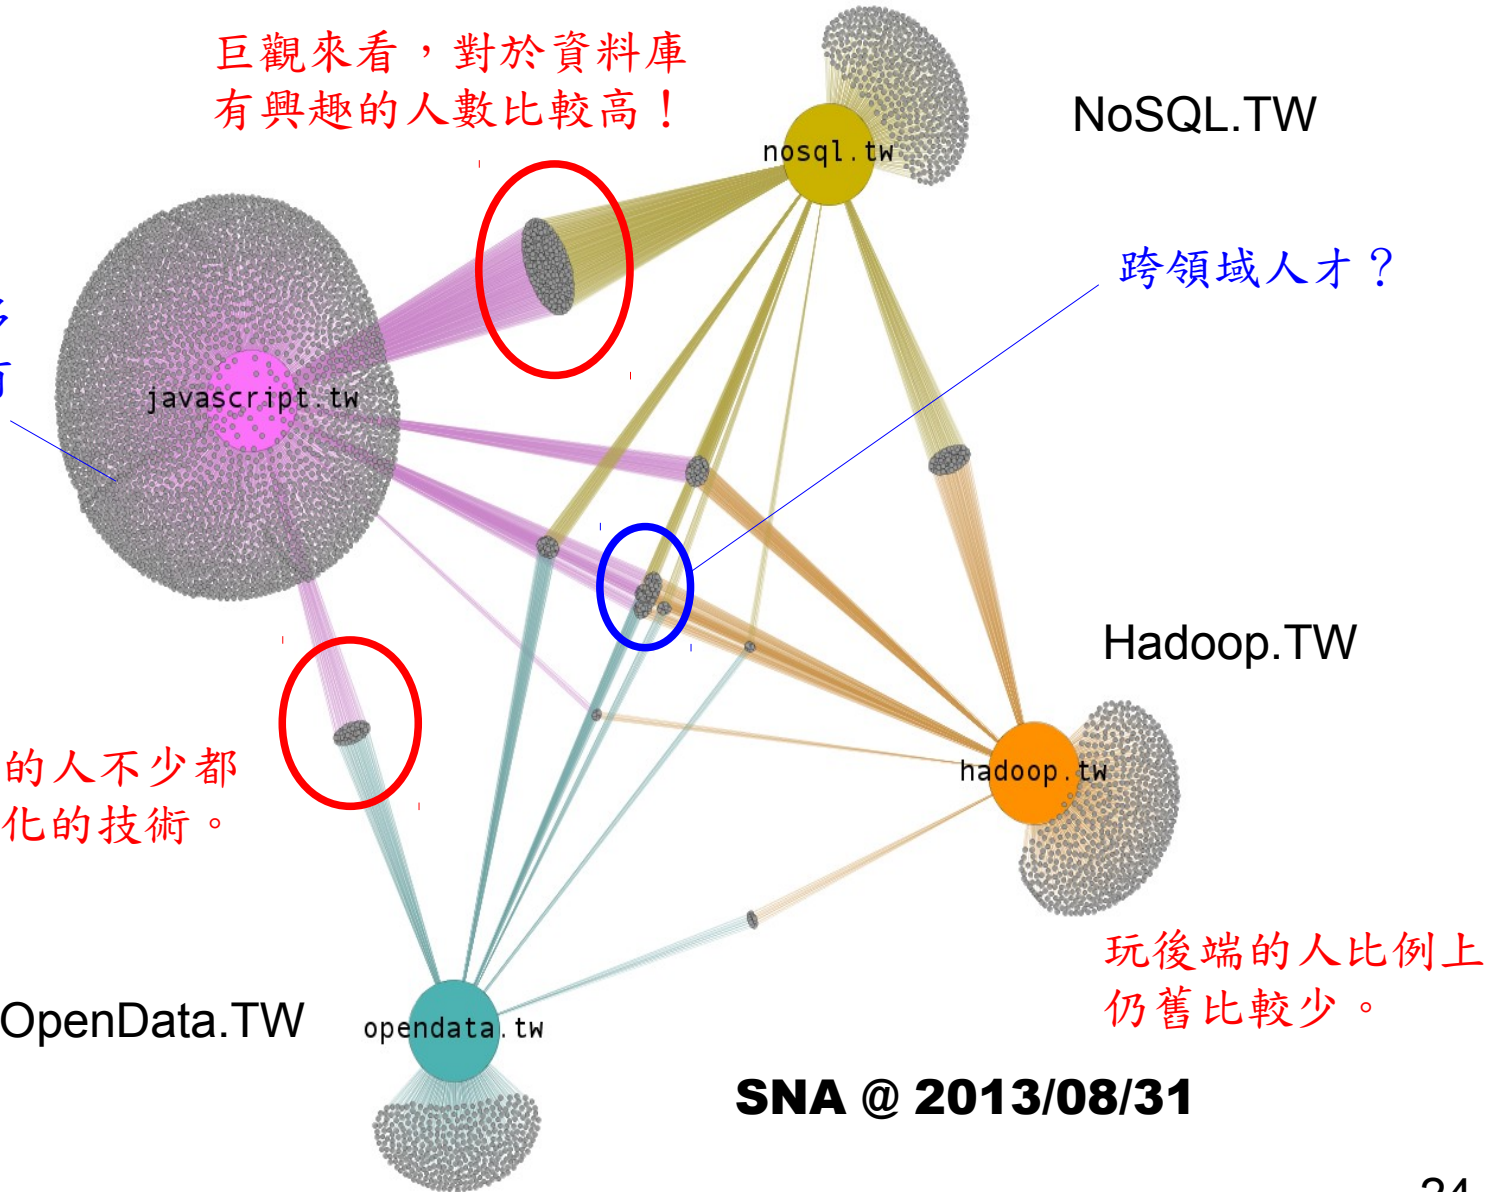 巨觀來看，對於資料庫
有興趣的人數比較高！
NoSQL.TW
nosql.tw
跨領域人才？
javascript.tw
Hadoop.TW
的人不少都
化的技術。
hadoop.tw
玩後端的人比例上
仍舊比較少。
OpenData.TW
opendata.tw
SNA @ 2013/08/31